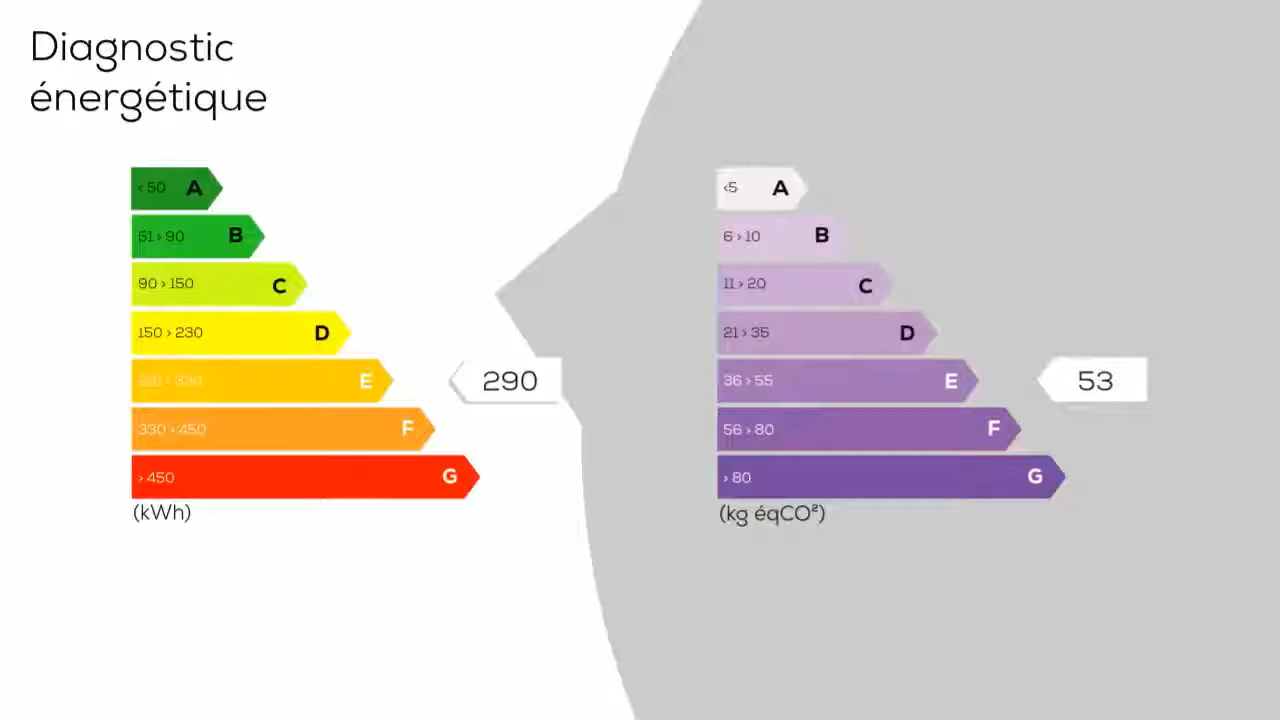 Diagnostic
énergétique
< 50 A
51 > 90 B
90 > 150 C
150 > 230 D
E
290
330 > 450 F
> 450 G
(kWh)
<5 A
6 > 10 B
11 > 20 C
21 > 35 D
36 > 55 E
53
56 > 80 F
> 80 G
(kg éqCO²)